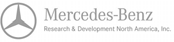 Mercedes-Benz
Research & Development North America, Inc.